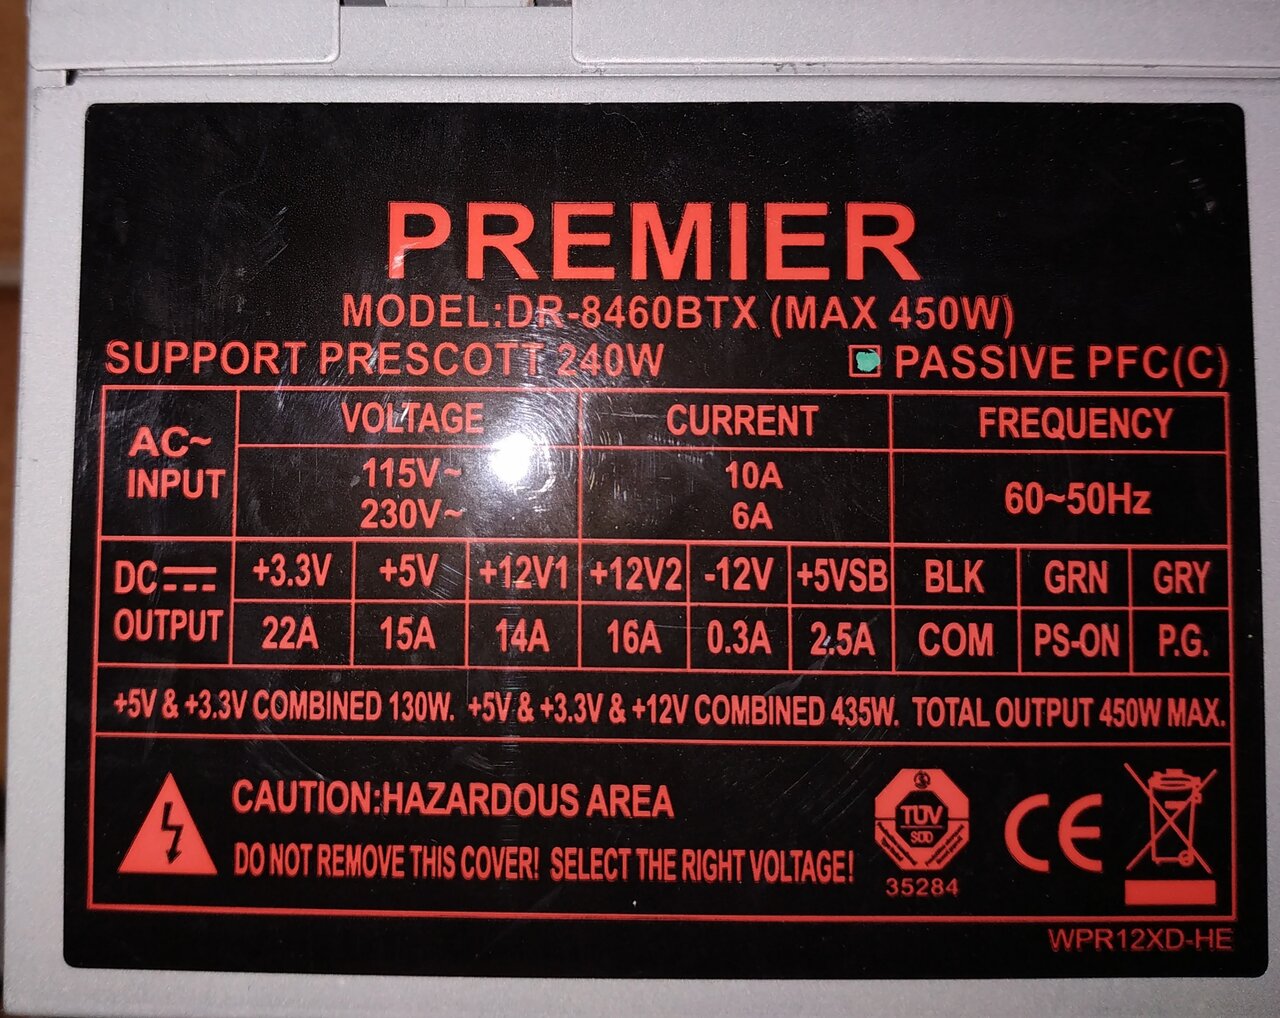 PREMIER
MODEL:DR-8460BTX (MAX 450W)
SUPPORT PRESCOTT 240W PASSIVE PFC(C)
AC~ INPUT VOLTAGE CURRENT FREQUENCY
115V~ 10A 60~50Hz
230V~ 6A
DC OUTPUT +3.3V +5V +12V1 +12V2 -12V +5VSB BLK GRN GRY
22A 15A 14A 16A 0.3A 2.5A COM PS-ON P.G.
+5V & +3.3V COMBINED 130W. +5V & +3.3V & +12V COMBINED 435W. TOTAL OUTPUT 450W MAX.
CAUTION:HAZARDOUS AREA
DO NOT REMOVE THIS COVER! SELECT THE RIGHT VOLTAGE!
TÜV
35284
CE
WPR12XD-HE